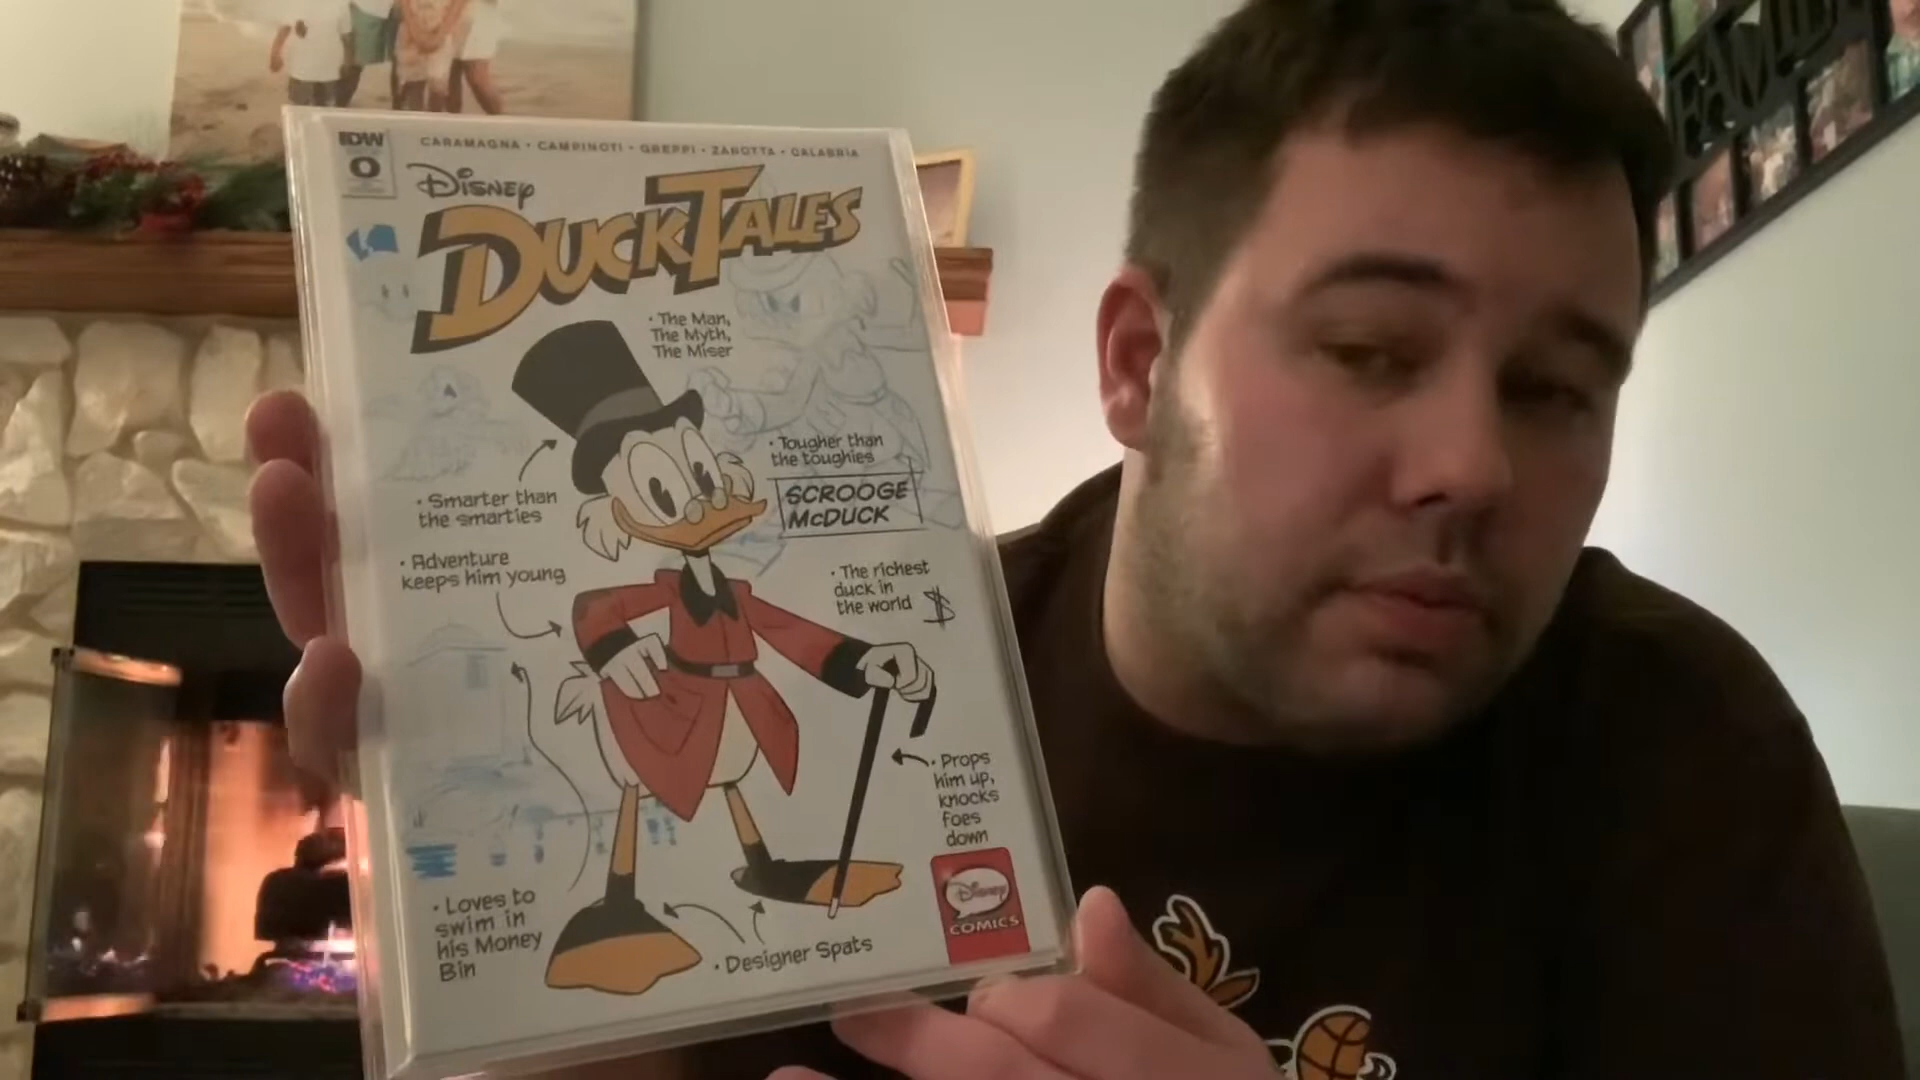 IDW
0
CARAMAGNA · CAMPINOTI · GREPPI · ZANOTTA · CALABRIA
Disney
DUCKTALES
· The Man,
The Myth,
The Miser
· Tougher than
the toughies
SCROOGE
McDUCK
· Smarter than
the smarties
· Adventure
keeps him young
· The richest
duck in
the world $
· Props
him up,
knocks
foes
down
· Loves to
swim in
his Money
Bin
· Designer Spats
Disney
COMICS
FAMILY